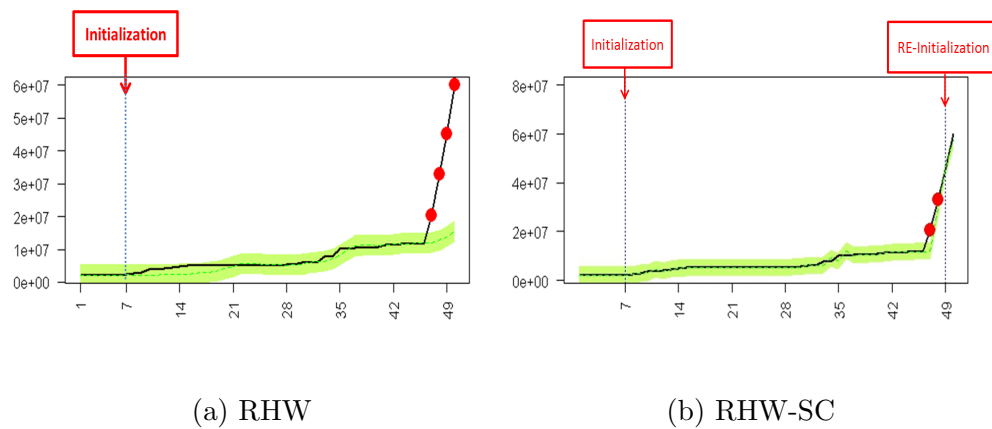 Initialization
6e+07
5e+07
4e+07
3e+07
2e+07
1e+07
0e+00
1 7 14 21 28 35 42 49
(a) RHW
Initialization
RE-Initialization
8e+07
6e+07
4e+07
2e+07
0e+00
7 14 21 28 35 42 49
(b) RHW-SC